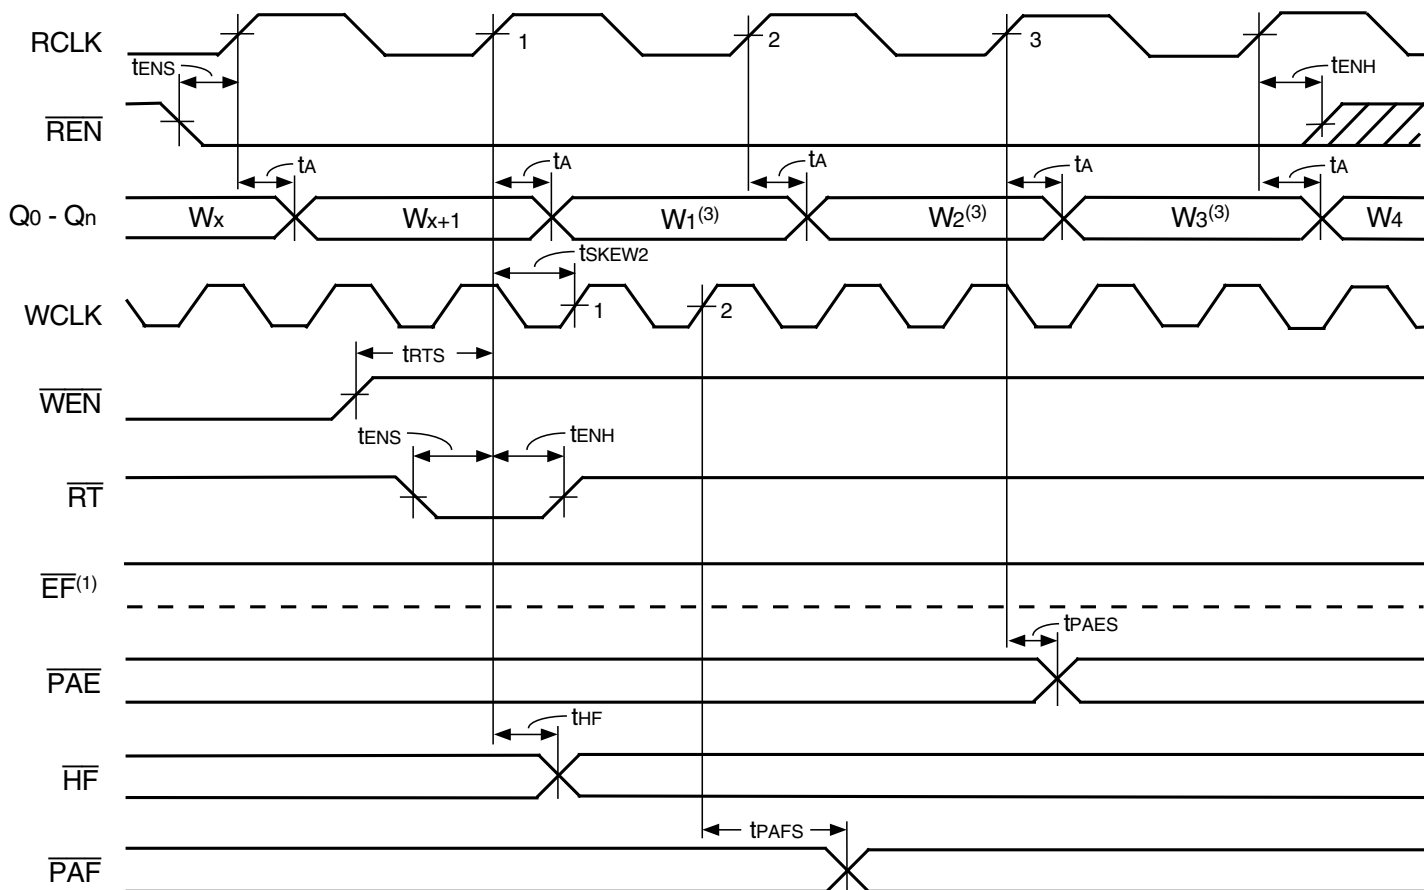 RCLK 1 2 3
tENS tENH
REN
tA tA tA tA tA
Q0 - Qn Wx Wx+1 W1(3) W2(3) W3(3) W4
tSKEW2
WCLK 1 2
tRTS
WEN
tENS tENH
RT
EF(1)
tPAES
PAE
tHF
HF
tPAFS
PAF